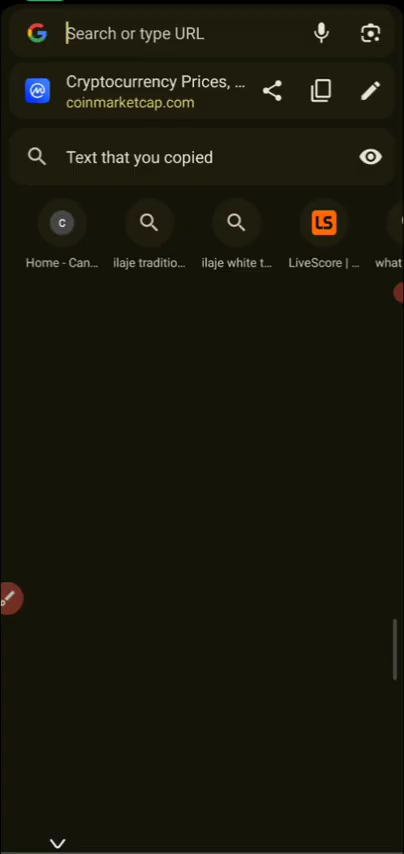 Search or type URL
Cryptocurrency Prices, ...
coinmarketcap.com
Text that you copied
C
LS
Home - Can...
ilaje traditio...
ilaje white t...
LiveScore | ...
what